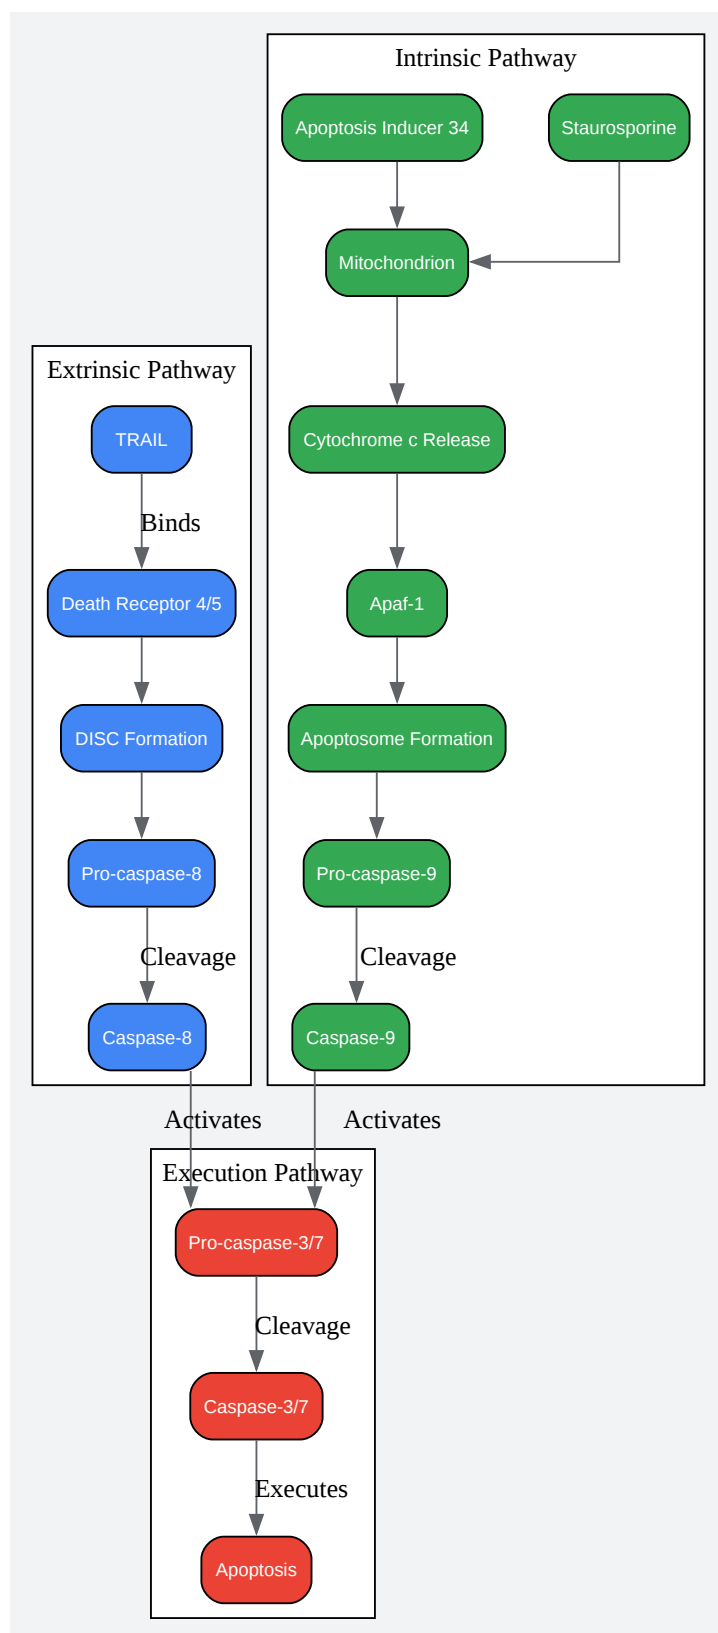 Intrinsic Pathway
Apoptosis Inducer 34
Staurosporine
Mitochondrion
Extrinsic Pathway
TRAIL
Cytochrome c Release
Binds
Death Receptor 4/5
Apaf-1
DISC Formation
Apoptosome Formation
Pro-caspase-8
Pro-caspase-9
Cleavage
Cleavage
Caspase-8
Caspase-9
Activates
Activates
Execution Pathway
Pro-caspase-3/7
Cleavage
Caspase-3/7
Executes
Apoptosis